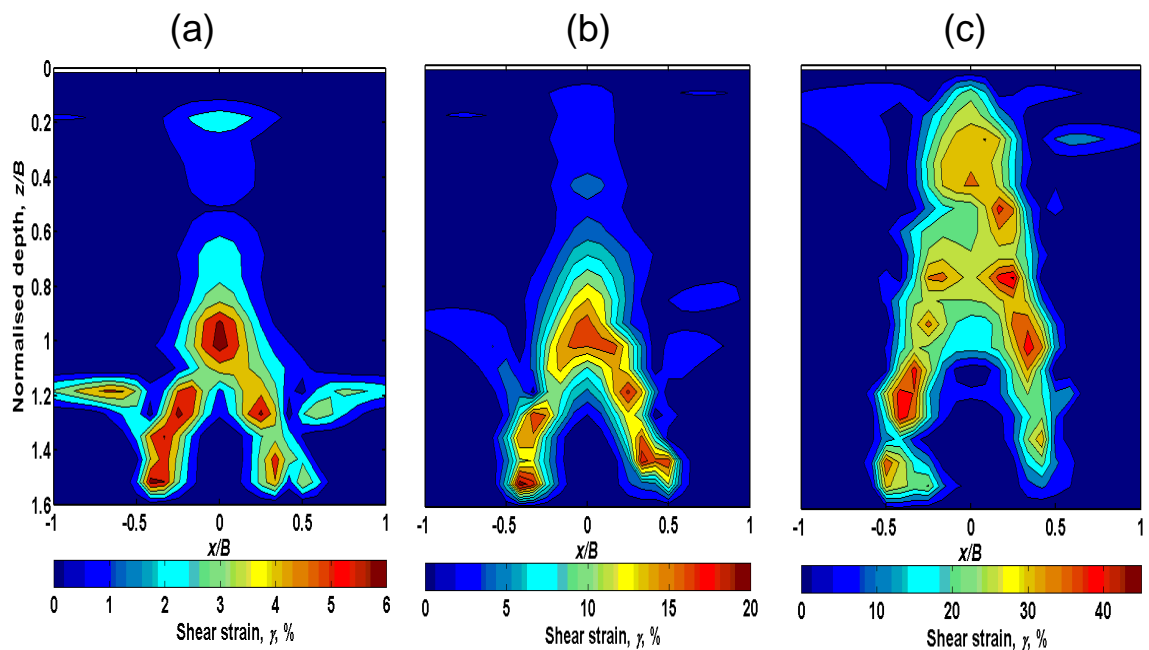 (a) (b) (c)
Normalised depth, z/B
0
0.2
0.4
0.6
0.8
1
1.2
1.4
1.6
-1 -0.5 0 0.5 1
-1 -0.5 0 0.5 1
-1 -0.5 0 0.5 1
x/B x/B x/B
0 1 2 3 4 5 6
0 5 10 15 20
0 10 20 30 40
Shear strain, γ, % Shear strain, γ, % Shear strain, γ, %